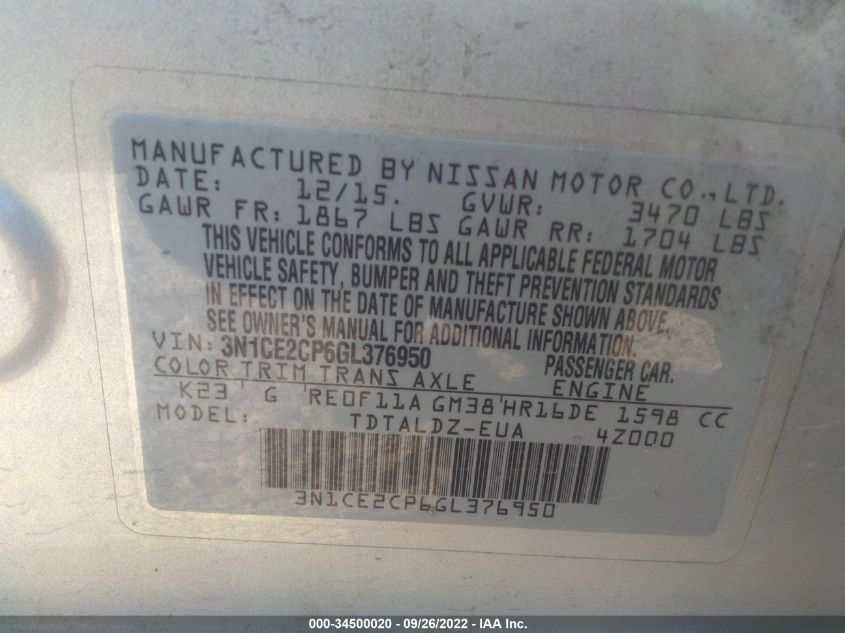 MANUFACTURED BY NISSAN MOTOR CO., LTD.
DATE: 12/15. GVWR: 3470 LBS
GAWR FR: 1867 LBS GAWR RR: 1704 LBS
THIS VEHICLE CONFORMS TO ALL APPLICABLE FEDERAL MOTOR
VEHICLE SAFETY, BUMPER AND THEFT PREVENTION STANDARDS
IN EFFECT ON THE DATE OF MANUFACTURE SHOWN ABOVE.
SEE OWNER'S MANUAL FOR ADDITIONAL INFORMATION.
VIN: 3N1CE2CP6GL376950 PASSENGER CAR.
COLOR TRIM TRANS AXLE ENGINE
K23 ' G 'RE0F11A GM38'HR16DE 1598 CC
MODEL: TDTALDZ-EUA 4Z000
3N1CE2CP6GL376950
000-34500020 - 09/26/2022 - IAA Inc.